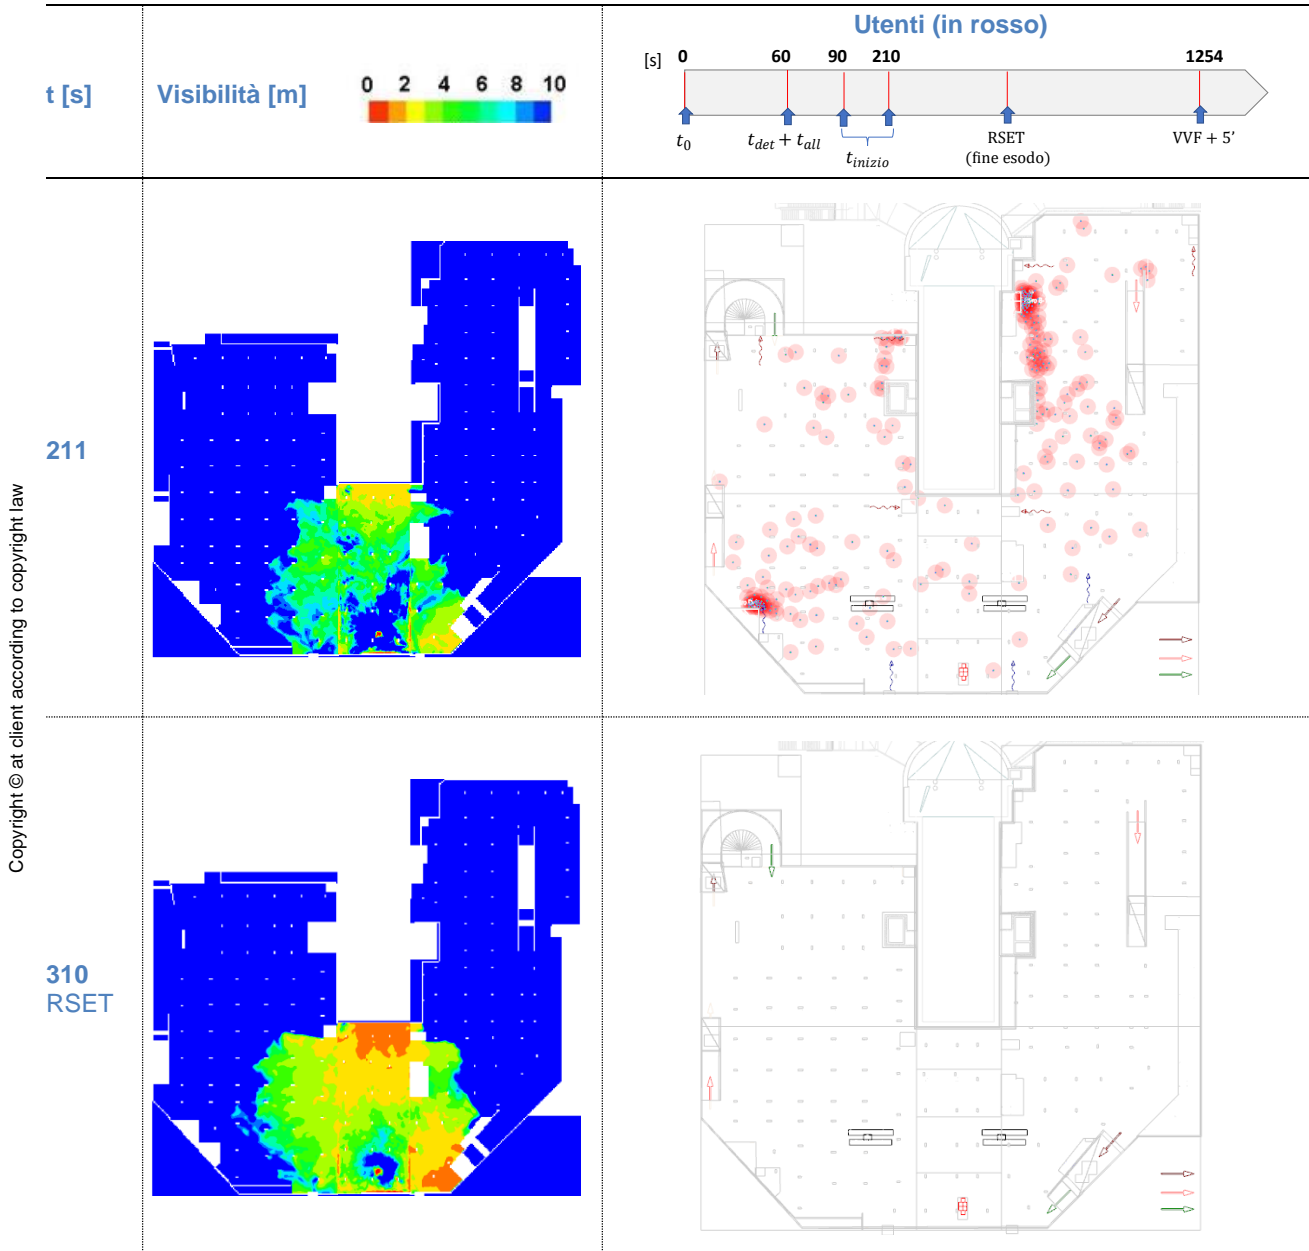 Utenti (in rosso)
t [s]
Visibilità [m]
0 2 4 6 8 10
[s] 0 60 90 210 1254
t0 tdet + tall tinizio RSET (fine esodo) VVF + 5'
211
310
RSET
Copyright © at client according to copyright law